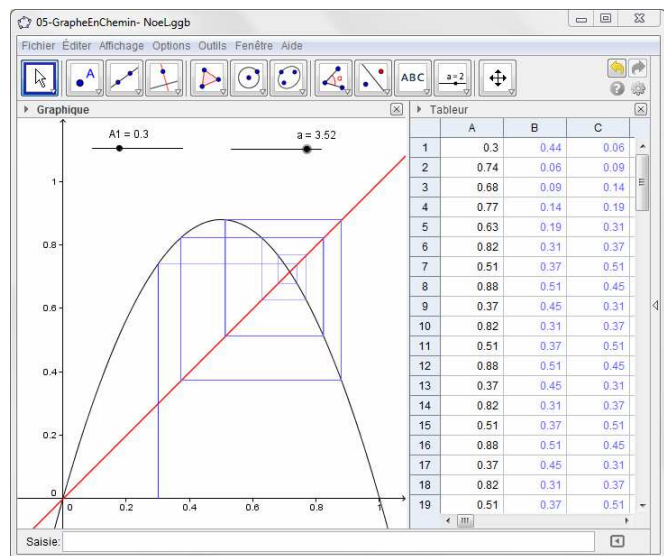 05-GrapheEnChemin- NoeL.ggb
Fichier Éditer Affichage Options Outils Fenêtre Aide
A
α
ABC
a=2
Graphique
Tableur
A1 = 0.3
a = 3.52
1
0.8
0.6
0.4
0.2
0
0 0.2 0.4 0.6 0.8 1
A B C
1 0.3 0.44 0.06
2 0.74 0.06 0.09
3 0.68 0.09 0.14
4 0.77 0.14 0.19
5 0.63 0.19 0.31
6 0.82 0.31 0.37
7 0.51 0.37 0.51
8 0.88 0.51 0.45
9 0.37 0.45 0.31
10 0.82 0.31 0.37
11 0.51 0.37 0.51
12 0.88 0.51 0.45
13 0.37 0.45 0.31
14 0.82 0.31 0.37
15 0.51 0.37 0.51
16 0.88 0.51 0.45
17 0.37 0.45 0.31
18 0.82 0.31 0.37
19 0.51 0.37 0.51
Saisie: